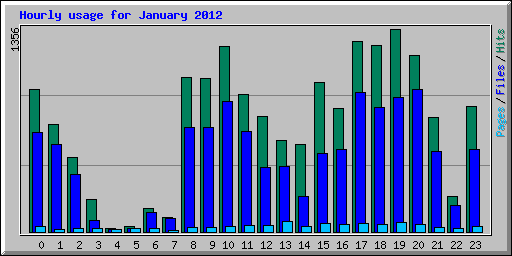 Hourly usage for January 2012
1356
Pages/Files/Hits
0 1 2 3 4 5 6 7 8 9 10 11 12 13 14 15 16 17 18 19 20 21 22 23